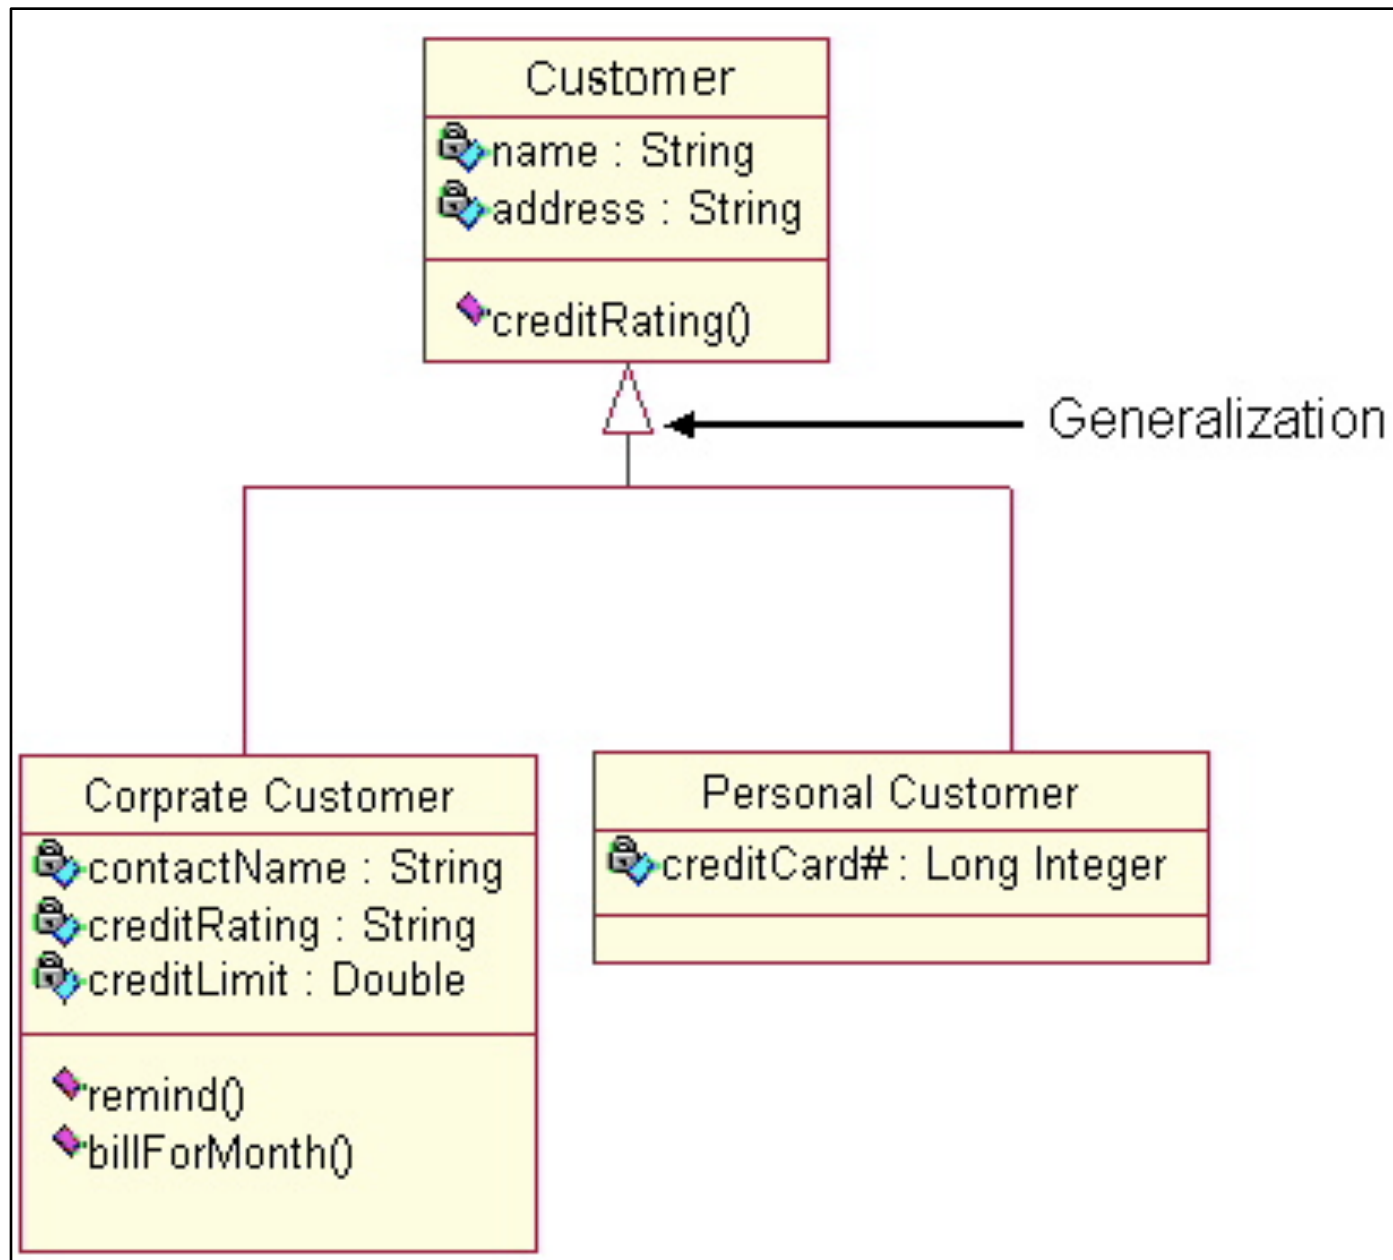 Customer
name : String
address : String
creditRating()
Generalization
Corprate Customer
contactName : String
creditRating : String
creditLimit : Double
remind()
billForMonth()
Personal Customer
creditCard# : Long Integer